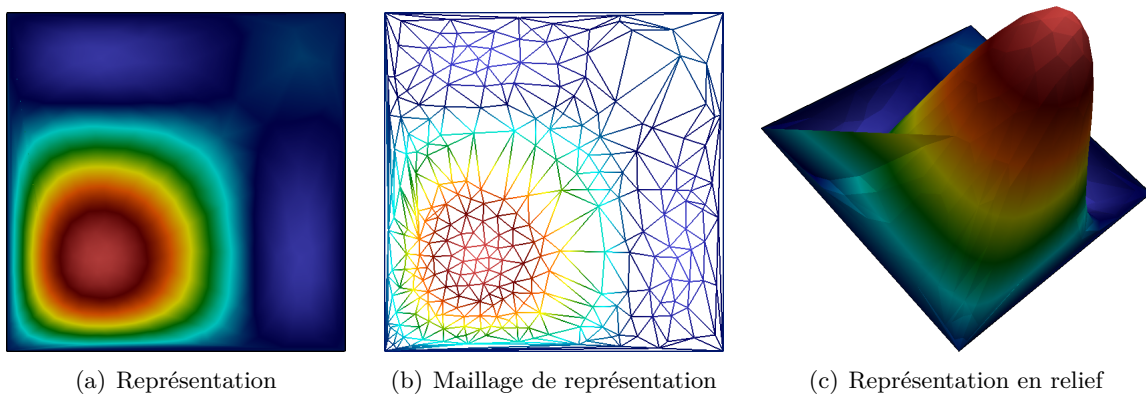 (a) Représentation
(b) Maillage de représentation
(c) Représentation en relief